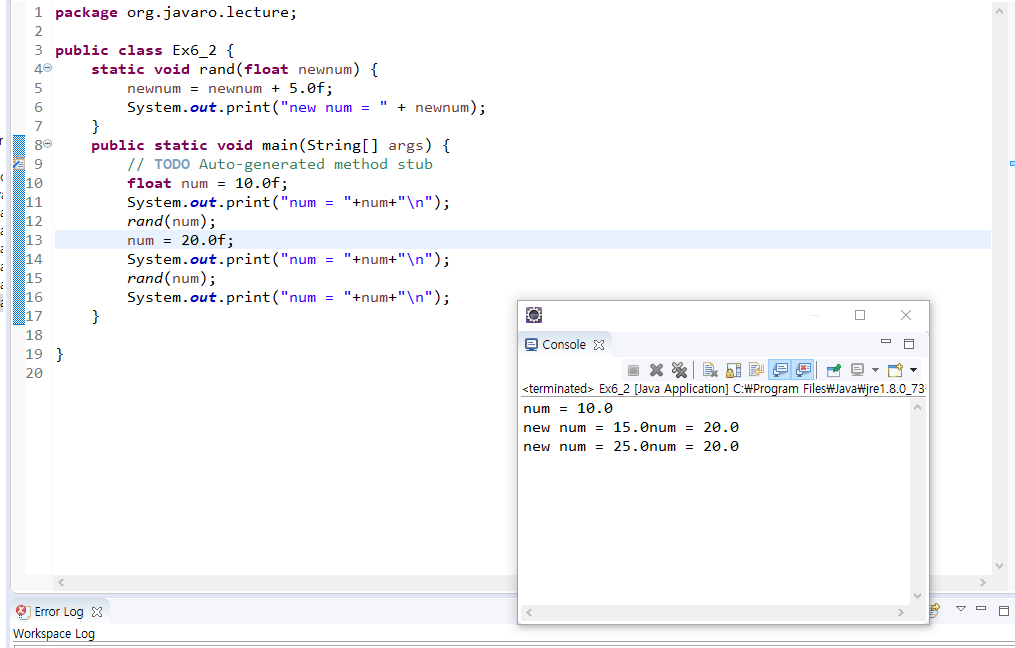 1 package org.javaro.lecture;
2
3 public class Ex6_2 {
4 static void rand(float newnum) {
5 newnum = newnum + 5.0f;
6 System.out.print("new num = " + newnum);
7 }
8 public static void main(String[] args) {
9 // TODO Auto-generated method stub
10 float num = 10.0f;
11 System.out.print("num = "+num+"\n");
12 rand(num);
13 num = 20.0f;
14 System.out.print("num = "+num+"\n");
15 rand(num);
16 System.out.print("num = "+num+"\n");
17 }
18
19 }
20
Console
<terminated> Ex6_2 [Java Application] C:₩Program Files₩Java₩jre1.8.0_73
num = 10.0
new num = 15.0num = 20.0
new num = 25.0num = 20.0
Error Log
Workspace Log